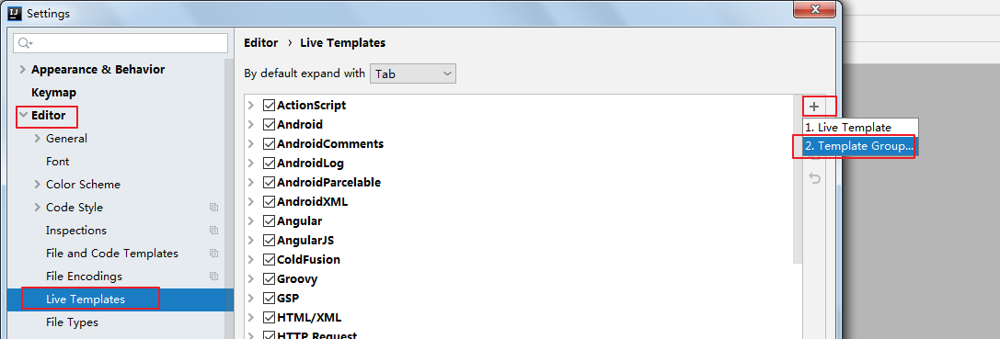 IJ Settings
Editor › Live Templates
By default expand with Tab
Appearance & Behavior
Keymap
Editor
General
Font
Color Scheme
Code Style
Inspections
File and Code Templates
File Encodings
Live Templates
File Types
ActionScript
Android
AndroidComments
AndroidLog
AndroidParcelable
AndroidXML
Angular
AngularJS
ColdFusion
Groovy
GSP
HTML/XML
HTTP Request
1. Live Template
2. Template Group...